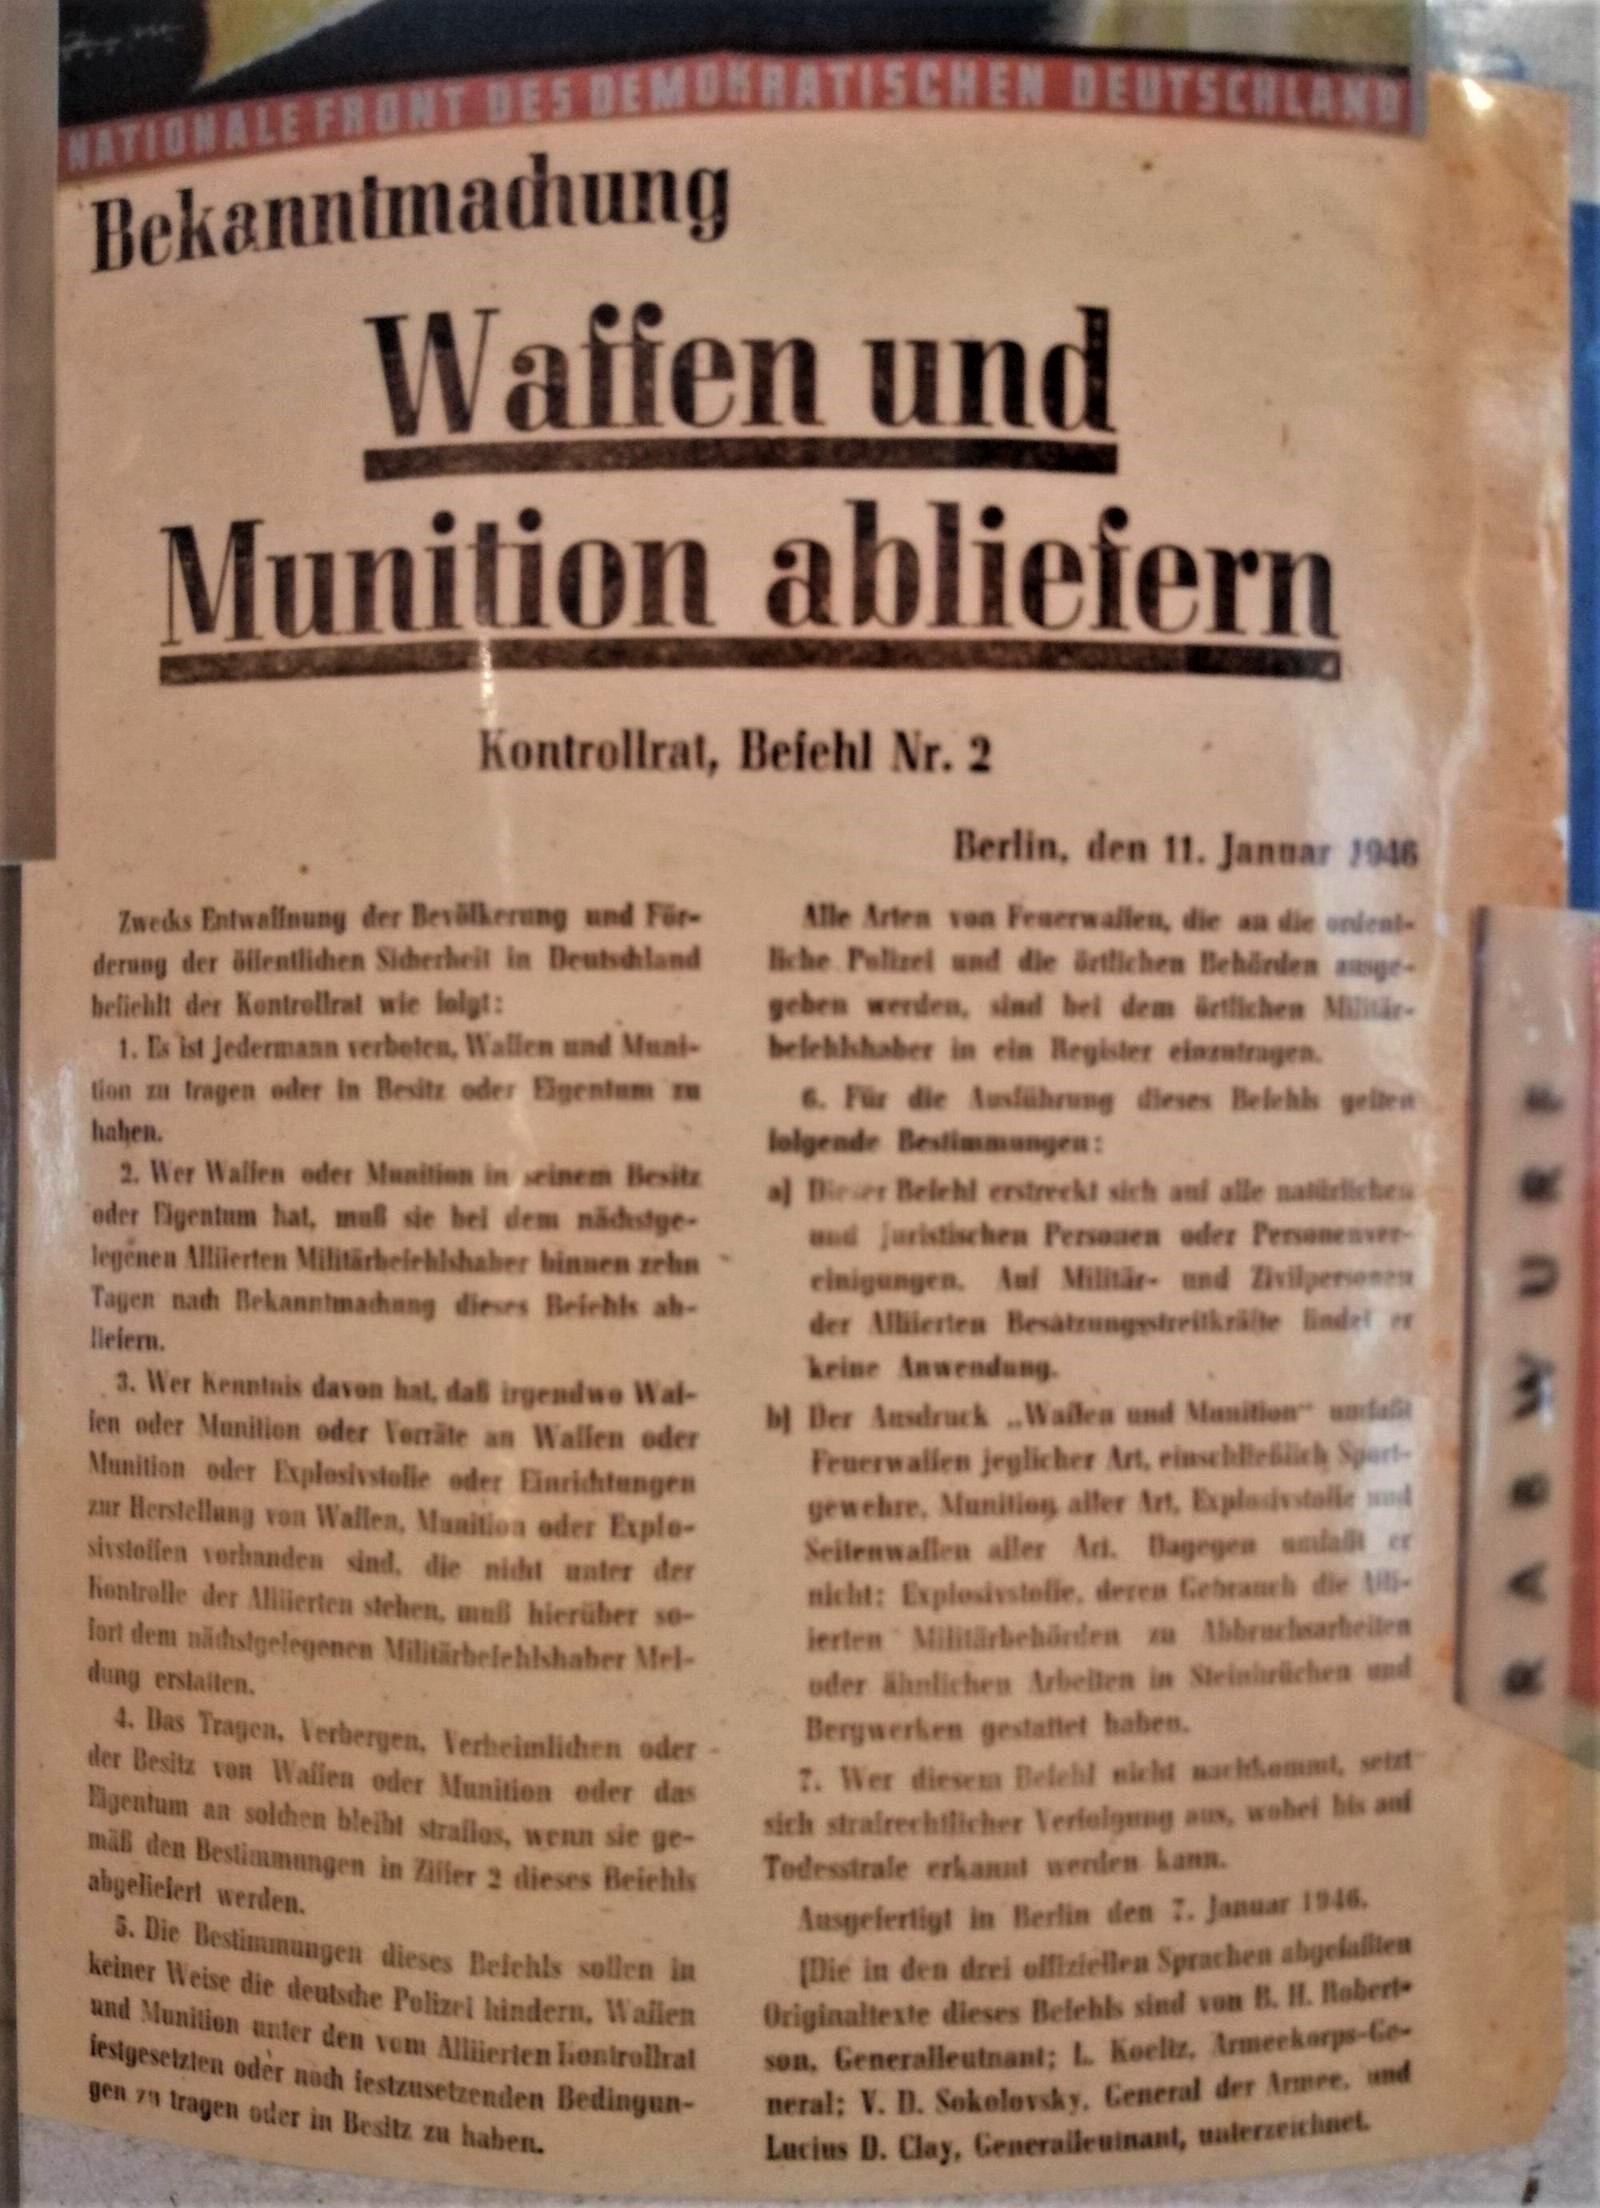 NATIONALE FRONT DES DEMOKRATISCHEN DEUTSCHLAND
Bekanntmachung
Waffen und
Munition abliefern
Kontrollrat, Befehl Nr. 2
Berlin, den 11. Januar 1946
Zwecks Entwaffnung der Bevölkerung und För-
derung der öffentlichen Sicherheit in Deutschland
befiehlt der Kontrollrat wie folgt:
1. Es ist jedermann verboten, Waffen und Muni-
tion zu tragen oder in Besitz oder Eigentum zu
haben.
2. Wer Waffen oder Munition in seinem Besitz
oder Eigentum hat, muß sie bei dem nächstge-
legenen Alliierten Militärbefehlshaber binnen zehn
Tagen nach Bekanntmachung dieses Befehls ab-
liefern.
3. Wer Kenntnis davon hat, daß irgendwo Waf-
fen oder Munition oder Vorräte an Waffen oder
Munition oder Explosivstoffe oder Einrichtungen
zur Herstellung von Waffen, Munition oder Explo-
sivstoffen vorhanden sind, die nicht unter der
Kontrolle der Alliierten stehen, muß hierüber so-
fort dem nächstgelegenen Militärbefehlshaber Mel-
dung erstatten.
4. Das Tragen, Verbergen, Verheimlichen oder
der Besitz von Waffen oder Munition oder das
Eigentum an solchen bleibt straflos, wenn sie ge-
mäß den Bestimmungen in Ziffer 2 dieses Befehls
abgeliefert werden.
5. Die Bestimmungen dieses Befehls sollen in
keiner Weise die deutsche Polizei hindern, Waffen
und Munition unter den vom Alliierten Kontrollrat
festgesetzten oder noch festzusetzenden Bedingun-
gen zu tragen oder in Besitz zu haben.
Alle Arten von Feuerwaffen, die an die ordent-
liche Polizei und die örtlichen Behörden ausge-
geben werden, sind bei dem örtlichen Militär-
befehlshaber in ein Register einzutragen.
6. Für die Ausführung dieses Befehls gelten
folgende Bestimmungen:
a) Dieser Befehl erstreckt sich auf alle natürlichen
und juristischen Personen oder Personenver-
einigungen. Auf Militär- und Zivilpersonen
der Alliierten Besatzungsstreitkräfte findet er
keine Anwendung.
b) Der Ausdruck „Waffen und Munition" umfaßt
Feuerwaffen jeglicher Art, einschließlich Sport-
gewehre, Munition aller Art, Explosivstoffe und
Seitenwaffen aller Art. Dagegen umfaßt er
nicht: Explosivstoffe, deren Gebrauch die Alli-
ierten Militärbehörden zu Abbruchsarbeiten
oder ähnlichen Arbeiten in Steinbrüchen und
Bergwerken gestattet haben.
7. Wer diesem Befehl nicht nachkommt, setzt
sich strafrechtlicher Verfolgung aus, wobei bis auf
Todesstrafe erkannt werden kann.
Ausgefertigt in Berlin den 7. Januar 1946.
[Die in den drei offiziellen Sprachen abgefaßten
Originaltexte dieses Befehls sind von B. H. Robert-
son, Generalleutnant; L. Koeltz, Armeekorps-Ge-
neral; V. D. Sokolovsky, General der Armee, und
Lucius D. Clay, Generalleutnant, unterzeichnet.
RABWURF